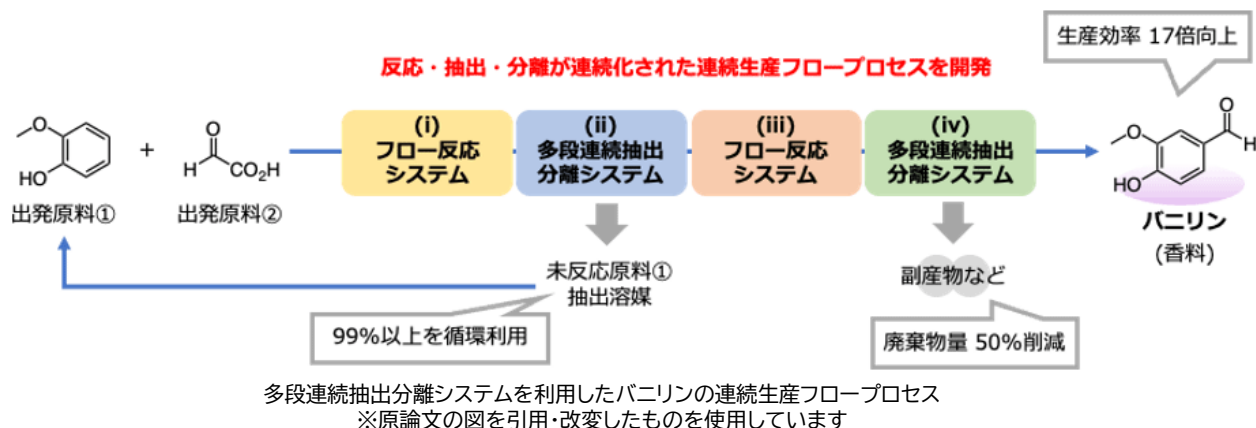 生産効率 17倍向上
反応・抽出・分離が連続化された連続生産フロープロセスを開発
O
HO
出発原料①
+
O
H
CO2H
出発原料②
(i)
フロー反応
システム
(ii)
多段連続抽出
分離システム
(iii)
フロー反応
システム
(iv)
多段連続抽出
分離システム
O
O
H
HO
バニリン
(香料)
未反応原料①
抽出溶媒
99%以上を循環利用
副産物など
廃棄物量 50%削減
多段連続抽出分離システムを利用したバニリンの連続生産フロープロセス
※原論文の図を引用・改変したものを使用しています